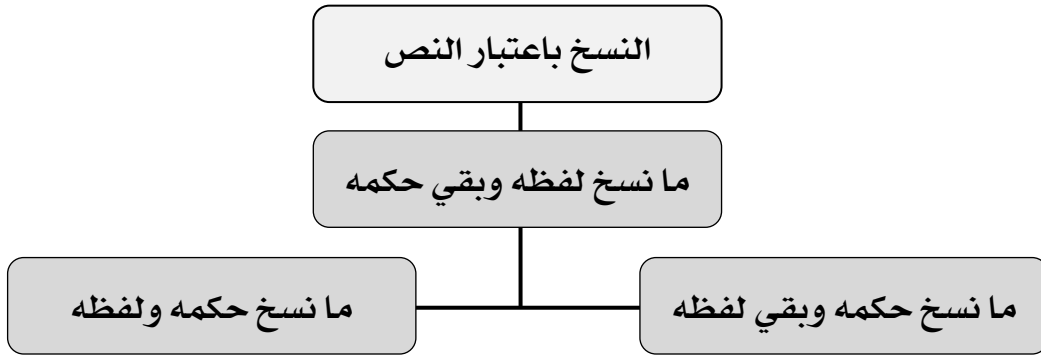 النسخ باعتبار النص
ما نسخ لفظه وبقي حكمه
ما نسخ حكمه وبقي لفظه
ما نسخ حكمه ولفظه